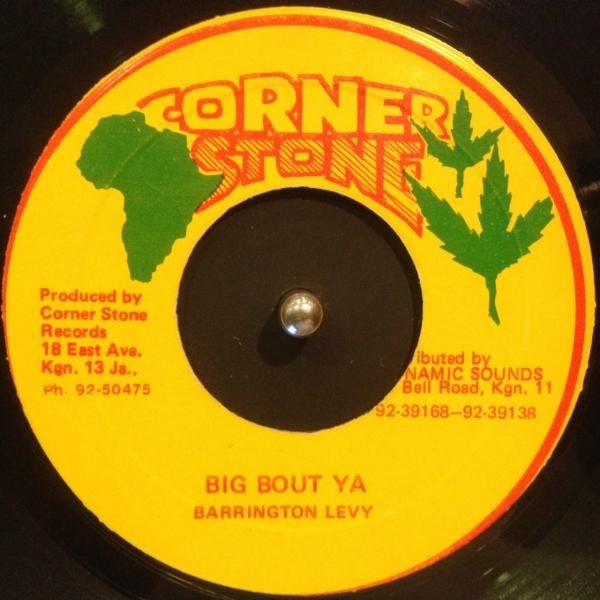 CORNER
STONE
Produced by
Corner Stone
Records
18 East Ave.
Kgn. 13 Ja.,
Ph. 92-50475
ibuted by
NAMIC SOUNDS
Bell Road, Kgn. 11
92-39168-92-39138
BIG BOUT YA
BARRINGTON LEVY